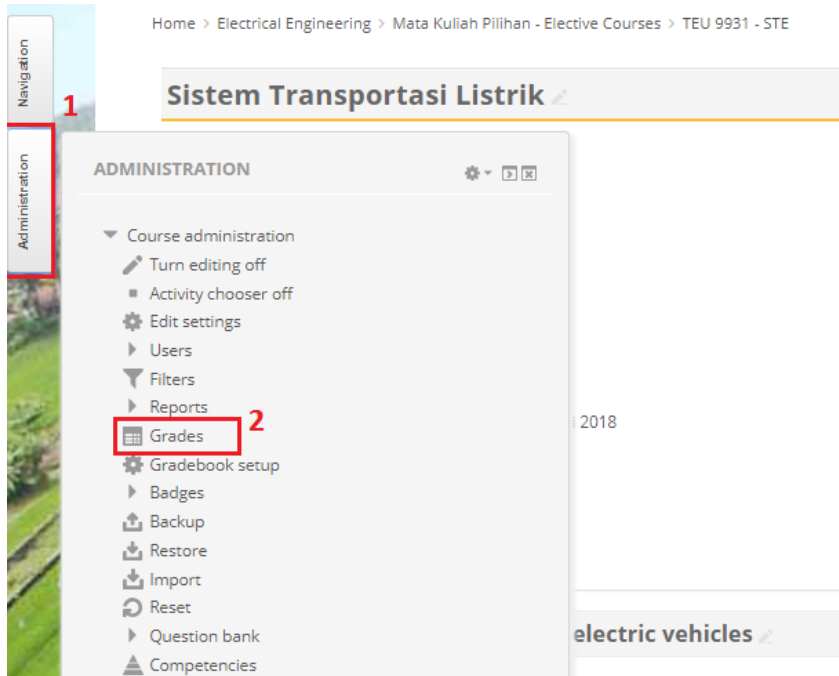 Home > Electrical Engineering > Mata Kuliah Pilihan - Elective Courses > TEU 9931 - STE
Navigation
1
Sistem Transportasi Listrik
Administration
ADMINISTRATION
Course administration
Turn editing off
Activity chooser off
Edit settings
Users
Filters
Reports
Grades
2
2018
Gradebook setup
Badges
Backup
Restore
Import
Reset
Question bank
electric vehicles
Competencies